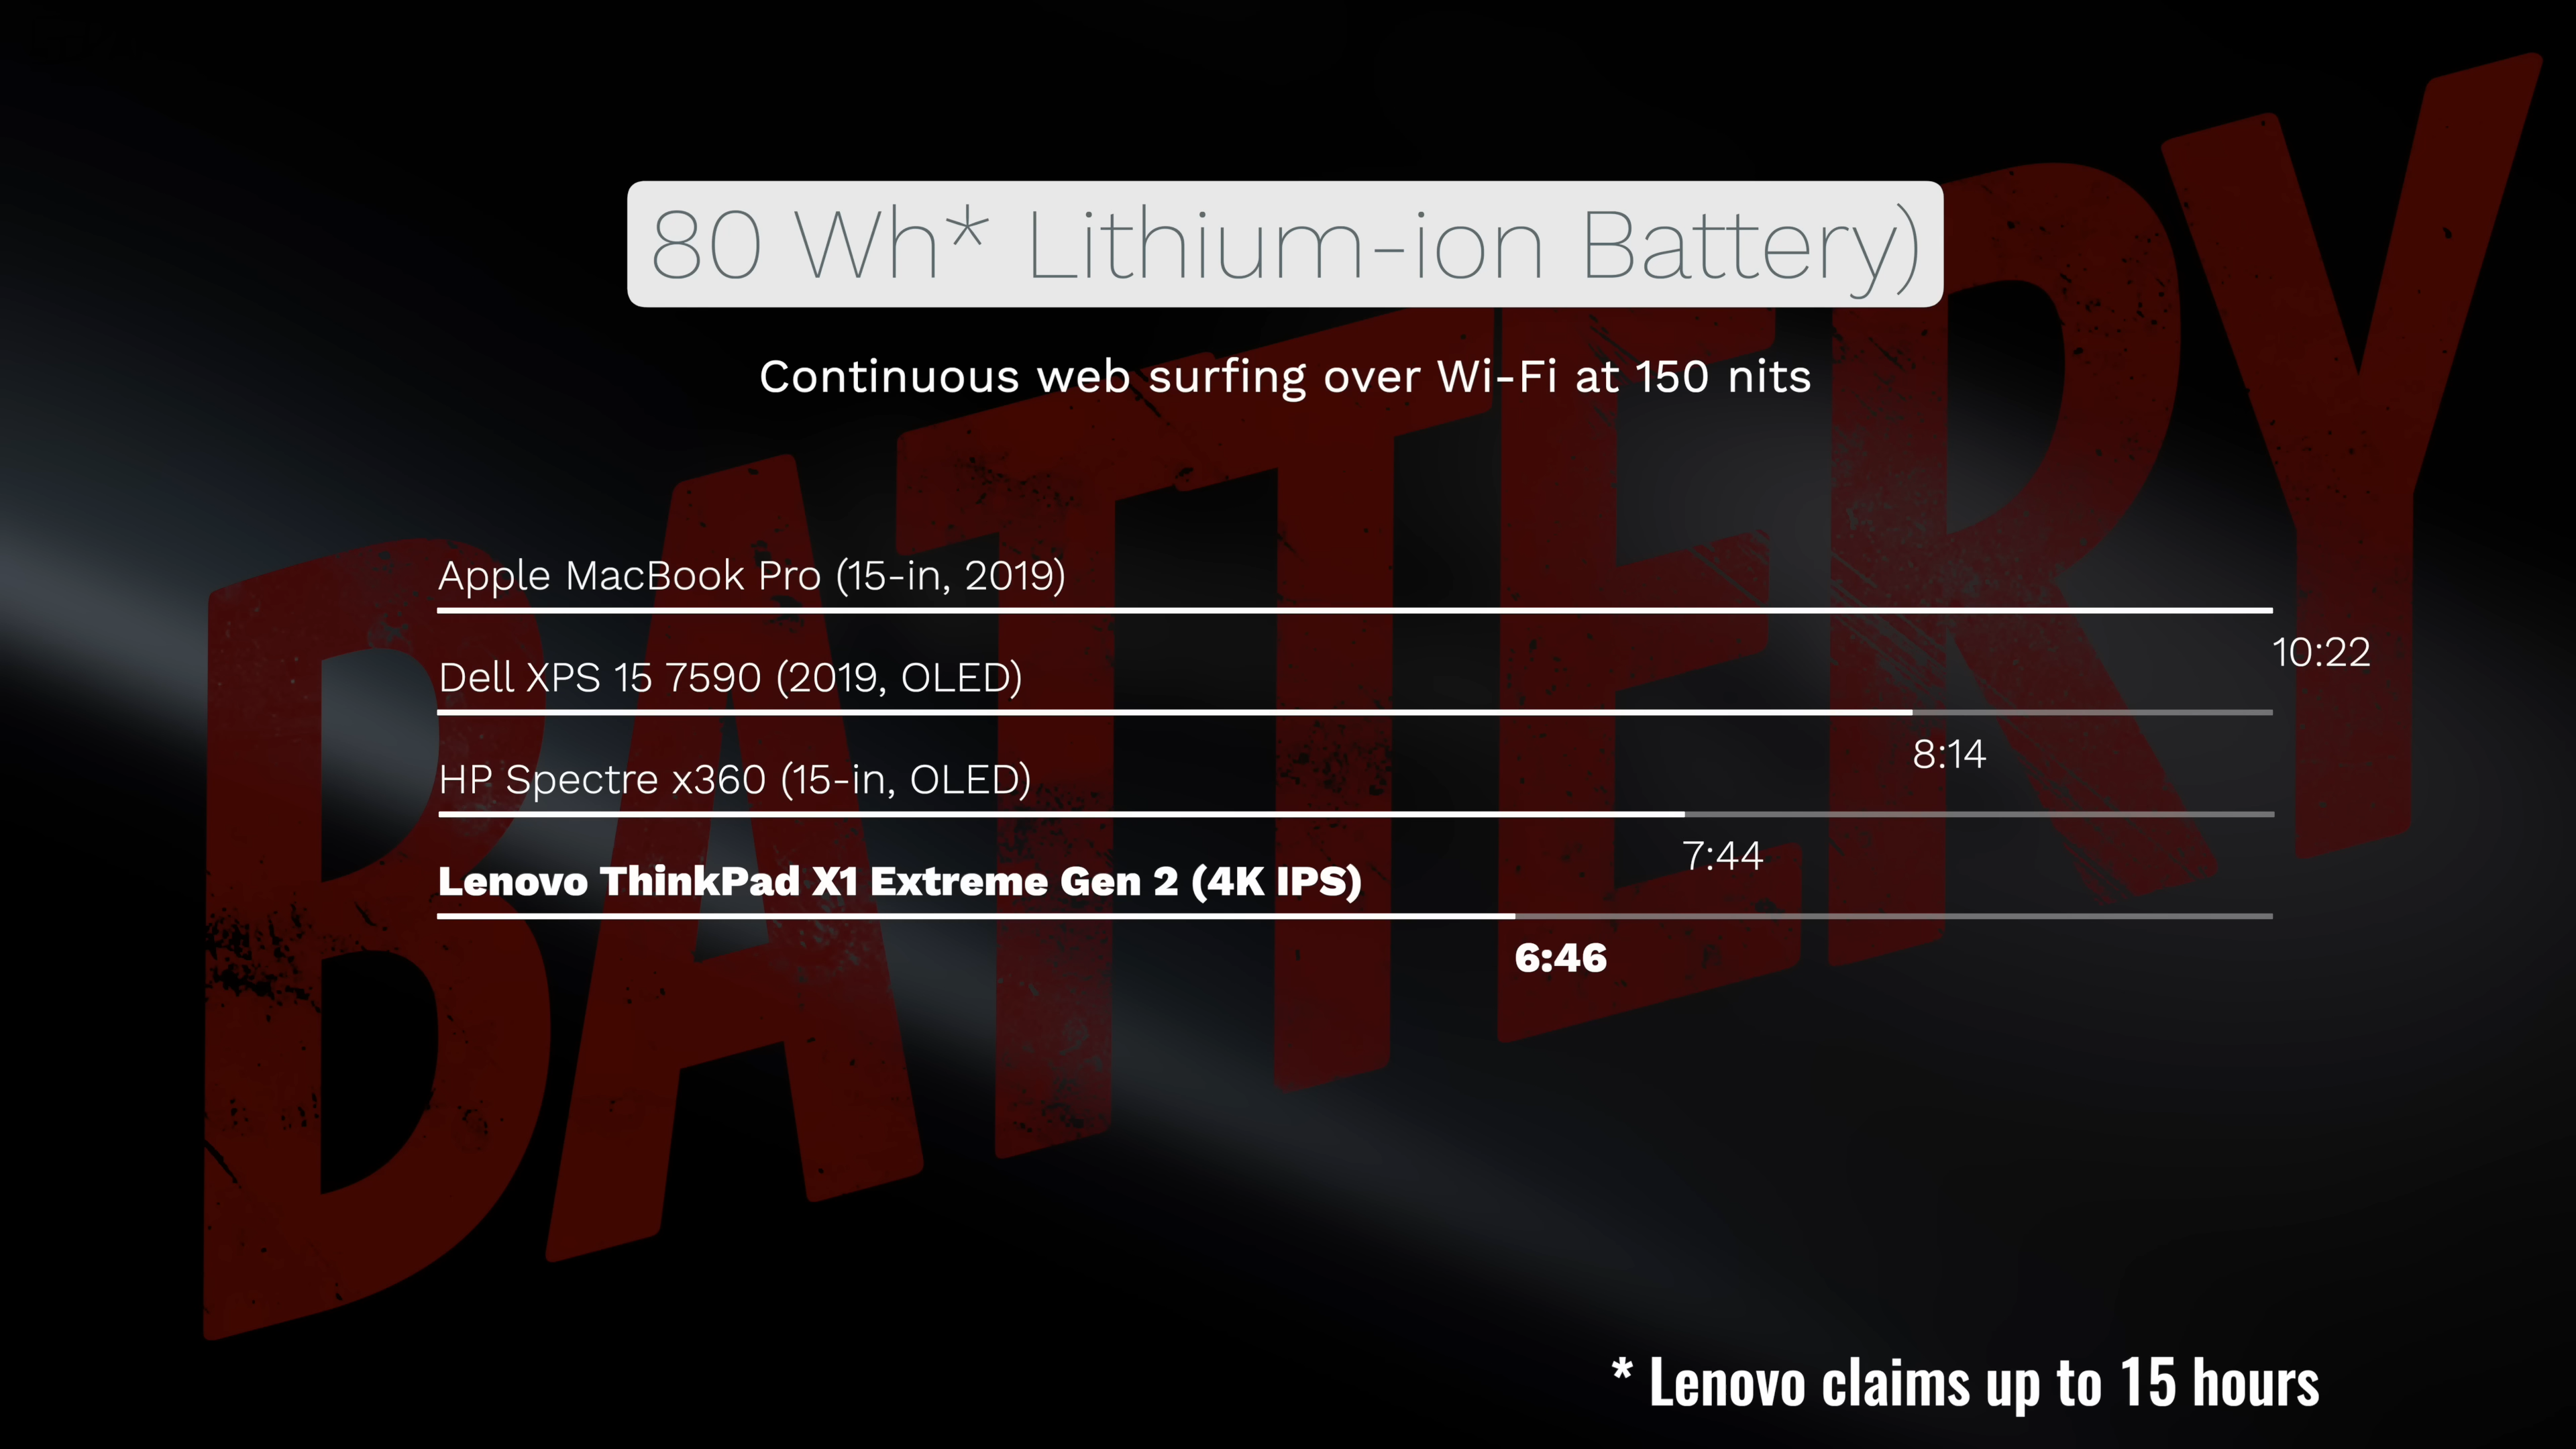 BATTERY
80 Wh* Lithium-ion Battery)
Continuous web surfing over Wi-Fi at 150 nits
Apple MacBook Pro (15-in, 2019)
10:22
Dell XPS 15 7590 (2019, OLED)
8:14
HP Spectre x360 (15-in, OLED)
7:44
Lenovo ThinkPad X1 Extreme Gen 2 (4K IPS)
6:46
* Lenovo claims up to 15 hours